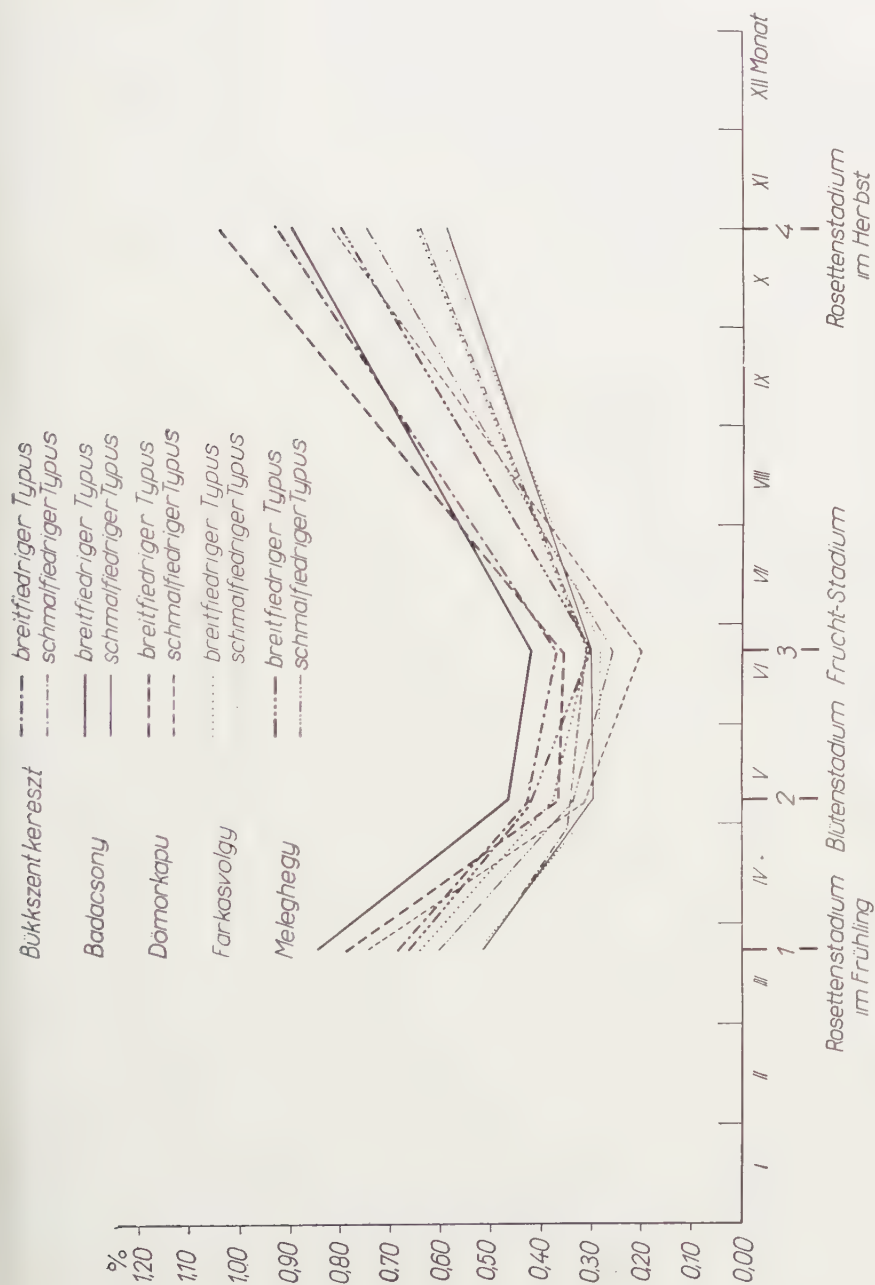 Bükkszentkereszt
breitfiedriger Typus
schmalfiedriger Typus
Badacsony
breitfiedriger Typus
schmalfiedriger Typus
Dömörkapu
breitfiedriger Typus
schmalfiedriger Typus
Farkasvolgy
breitfiedriger Typus
schmalfiedriger Typus
Meleghegy
breitfiedriger Typus
schmalfiedriger Typus
%
1,20
1,10
1,00
0,90
0,80
0,70
0,60
0,50
0,40
0,30
0,20
0,00
I II III IV V VI VII VIII IX X XI XII Monat
1 2 3 4
Rosettenstadium im Frühling
Blütenstadium
Frucht-Stadium
Rosettenstadium im Herbst